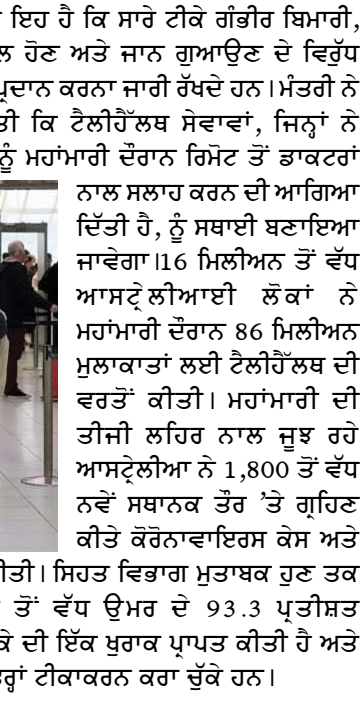 ਇਹ ਹੈ ਕਿ ਸਾਰੇ ਟੀਕੇ ਗੰਭੀਰ ਬਿਮਾਰੀ,
ਹੋਣ ਅਤੇ ਜਾਨ ਗੁਆਉਣ ਦੇ ਵਿਰੁੱਧ
ਪ੍ਰਦਾਨ ਕਰਨਾ ਜਾਰੀ ਰੱਖਦੇ ਹਨ। ਮੰਤਰੀ ਨੇ
ਕਿ ਟੈਲੀਹੈੱਲਥ ਸੇਵਾਵਾਂ, ਜਿਨ੍ਹਾਂ ਨੇ
ਨੂੰ ਮਹਾਂਮਾਰੀ ਦੌਰਾਨ ਰਿਮੋਟ ਤੋਂ ਡਾਕਟਰਾਂ
ਨਾਲ ਸਲਾਹ ਕਰਨ ਦੀ ਆਗਿਆ
ਦਿੱਤੀ ਹੈ, ਨੂੰ ਸਥਾਈ ਬਣਾਇਆ
ਜਾਵੇਗਾ।16 ਮਿਲੀਅਨ ਤੋਂ ਵੱਧ
ਆਸਟ੍ਰੇਲੀਆਈ ਲੋਕਾਂ ਨੇ
ਮਹਾਂਮਾਰੀ ਦੌਰਾਨ 86 ਮਿਲੀਅਨ
ਮੁਲਾਕਾਤਾਂ ਲਈ ਟੈਲੀਹੈੱਲਥ ਦੀ
ਵਰਤੋਂ ਕੀਤੀ। ਮਹਾਂਮਾਰੀ ਦੀ
ਤੀਜੀ ਲਹਿਰ ਨਾਲ ਜੂਝ ਰਹੇ
ਆਸਟ੍ਰੇਲੀਆ ਨੇ 1,800 ਤੋਂ ਵੱਧ
ਨਵੇਂ ਸਥਾਨਕ ਤੌਰ ’ਤੇ ਗ੍ਰਹਿਣ
ਕੀਤੇ ਕੋਰੋਨਾਵਾਇਰਸ ਕੇਸ ਅਤੇ
ਕੀਤੀ। ਸਿਹਤ ਵਿਭਾਗ ਮੁਤਾਬਕ ਹੁਣ ਤਕ
ਤੋਂ ਵੱਧ ਉਮਰ ਦੇ 93.3 ਪ੍ਰਤੀਸ਼ਤ
ਦੀ ਇੱਕ ਖੁਰਾਕ ਪ੍ਰਾਪਤ ਕੀਤੀ ਹੈ ਅਤੇ
ਟੀਕਾਕਰਨ ਕਰਾ ਚੁੱਕੇ ਹਨ।